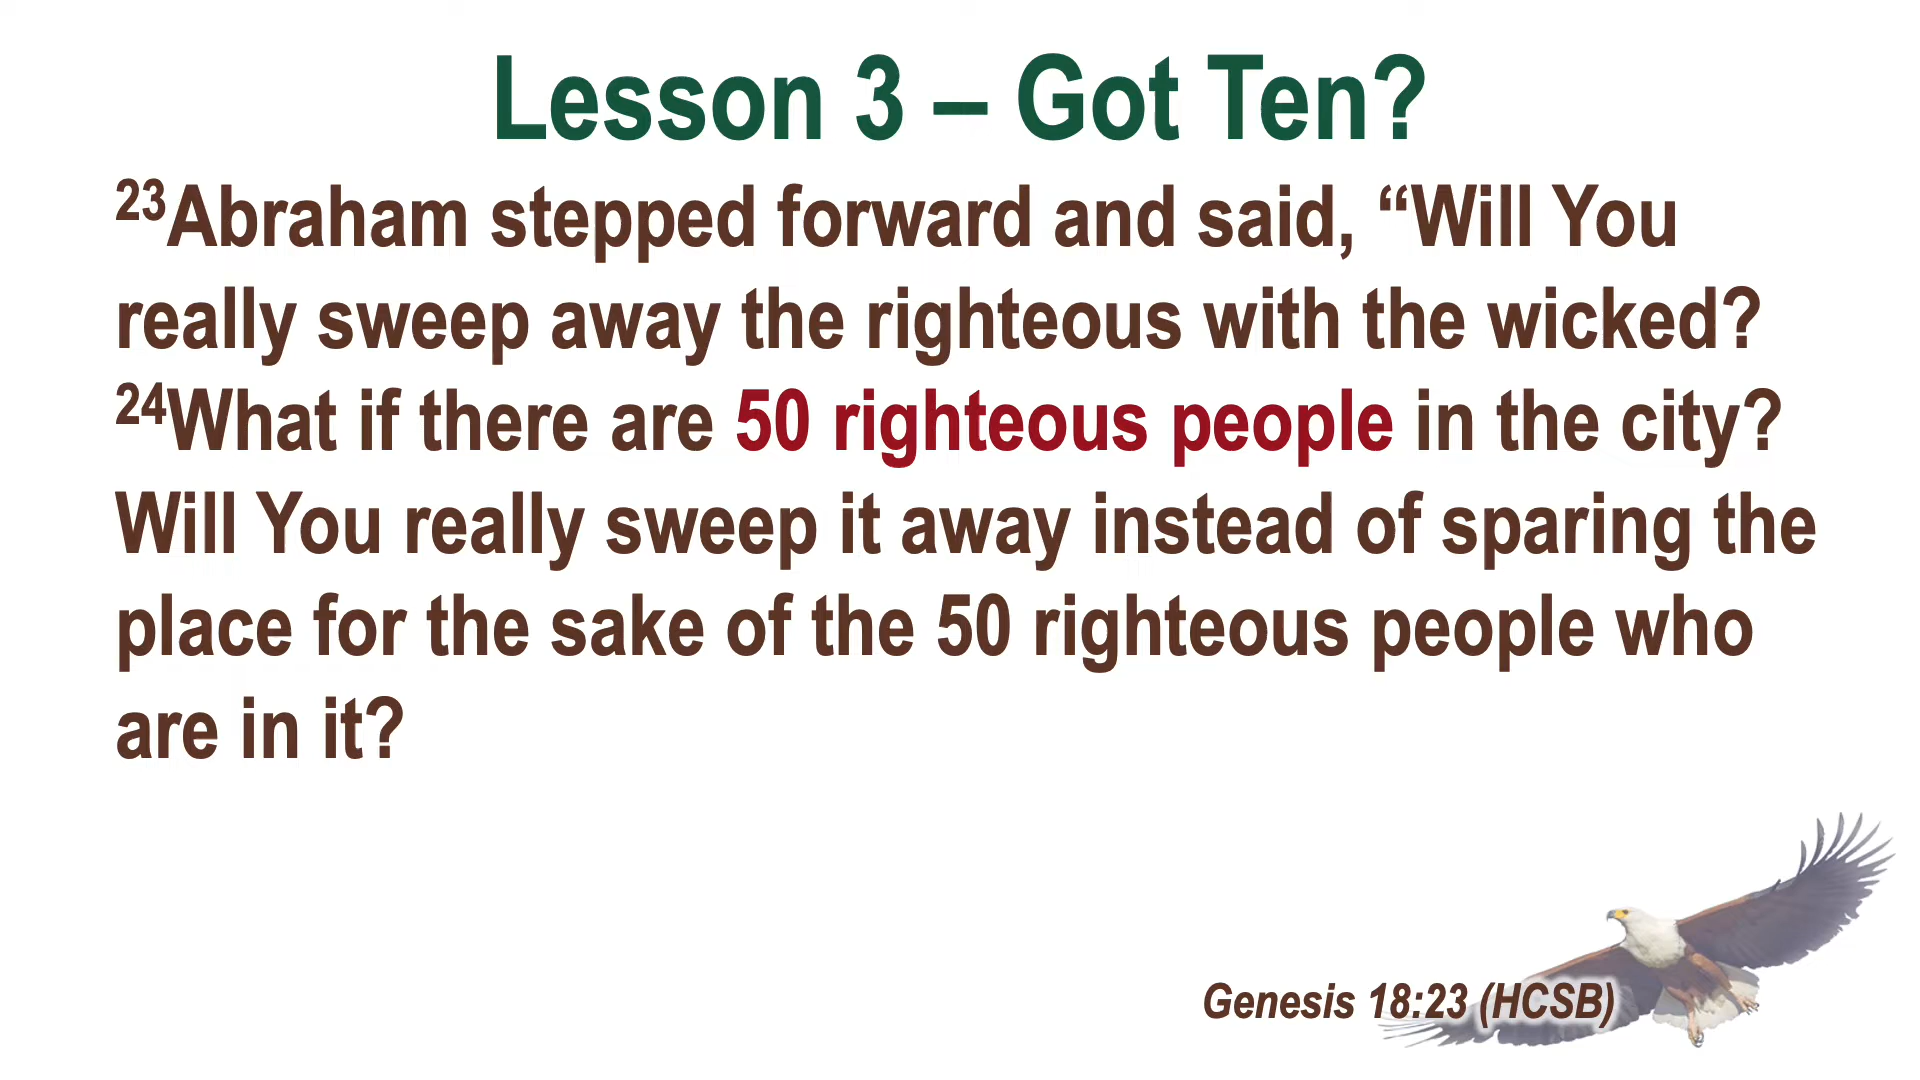 Lesson 3 – Got Ten?
²³Abraham stepped forward and said, “Will You
really sweep away the righteous with the wicked?
²⁴What if there are 50 righteous people in the city?
Will You really sweep it away instead of sparing the
place for the sake of the 50 righteous people who
are in it?
Genesis 18:23 (HCSB)